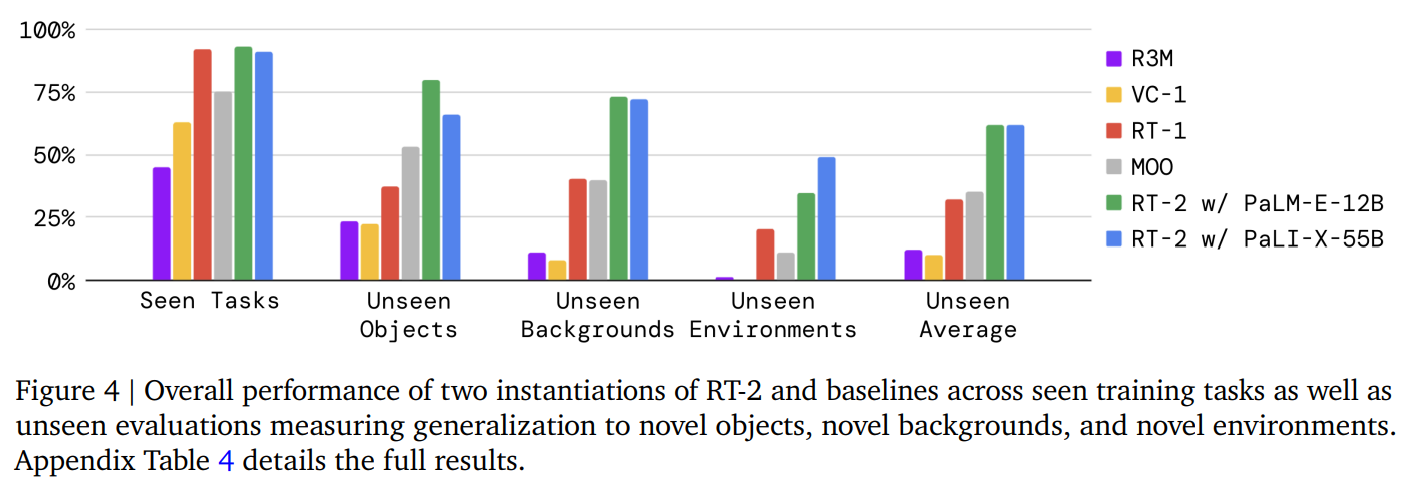 100%
75%
50%
25%
0%
Seen Tasks
Unseen Objects
Unseen Backgrounds
Unseen Environments
Unseen Average
R3M
VC-1
RT-1
MOO
RT-2 w/ PaLM-E-12B
RT-2 w/ PaLI-X-55B
Figure 4 | Overall performance of two instantiations of RT-2 and baselines across seen training tasks as well as
unseen evaluations measuring generalization to novel objects, novel backgrounds, and novel environments.
Appendix Table 4 details the full results.